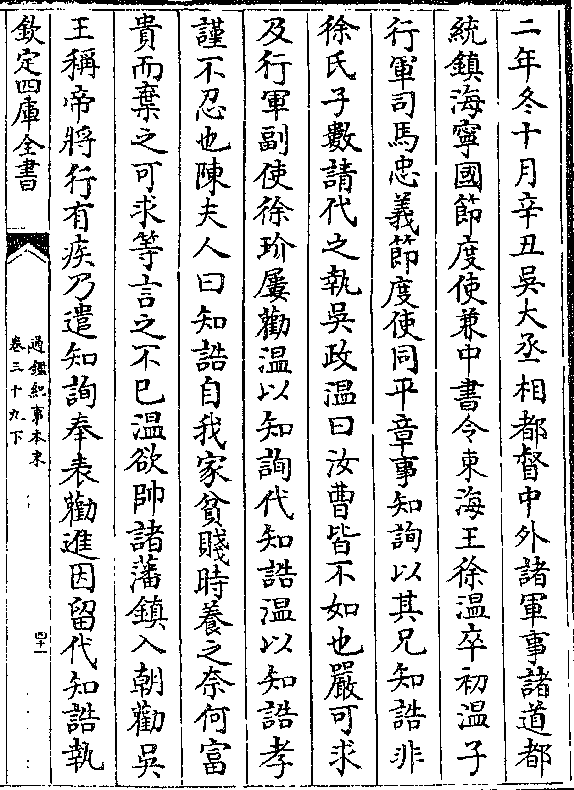 二年冬十月辛丑吳大丞相都督中外諸軍事諸道都
統鎮海寧國節度使兼中書令東海王徐溫卒初溫子
行軍司馬忠義節度使同平章事知詢以其兄知誥非
徐氏子數請代之執吳政溫曰汝曹皆不如也嚴可求
及行軍副使徐玠屢勸溫以知詢代知誥溫以知誥孝
謹不忍也陳夫人曰知誥自我家貧賤時養之奈何富
貴而棄之可求等言之不已溫欲帥諸藩鎮入朝勸吳
王稱帝將行有疾乃遣知詢奉表勸進因留代知誥執
欽定四庫全書
通鑑紀事本末
卷三十九下
四十一